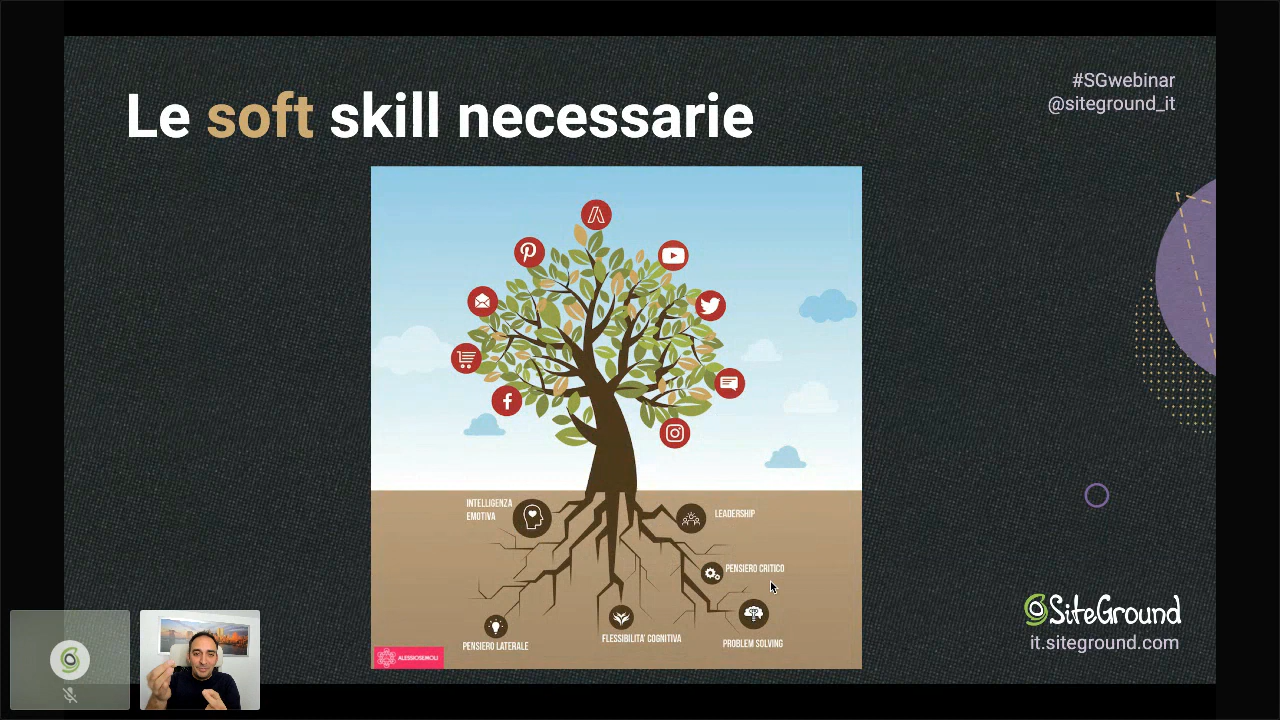 Le soft skill necessarie
#SGwebinar
@siteground_it
INTELLIGENZA
EMOTIVA
LEADERSHIP
PENSIERO CRITICO
PENSIERO LATERALE
FLESSIBILITA' COGNITIVA
PROBLEM SOLVING
ALESSIOSEMOLI
SiteGround
it.siteground.com